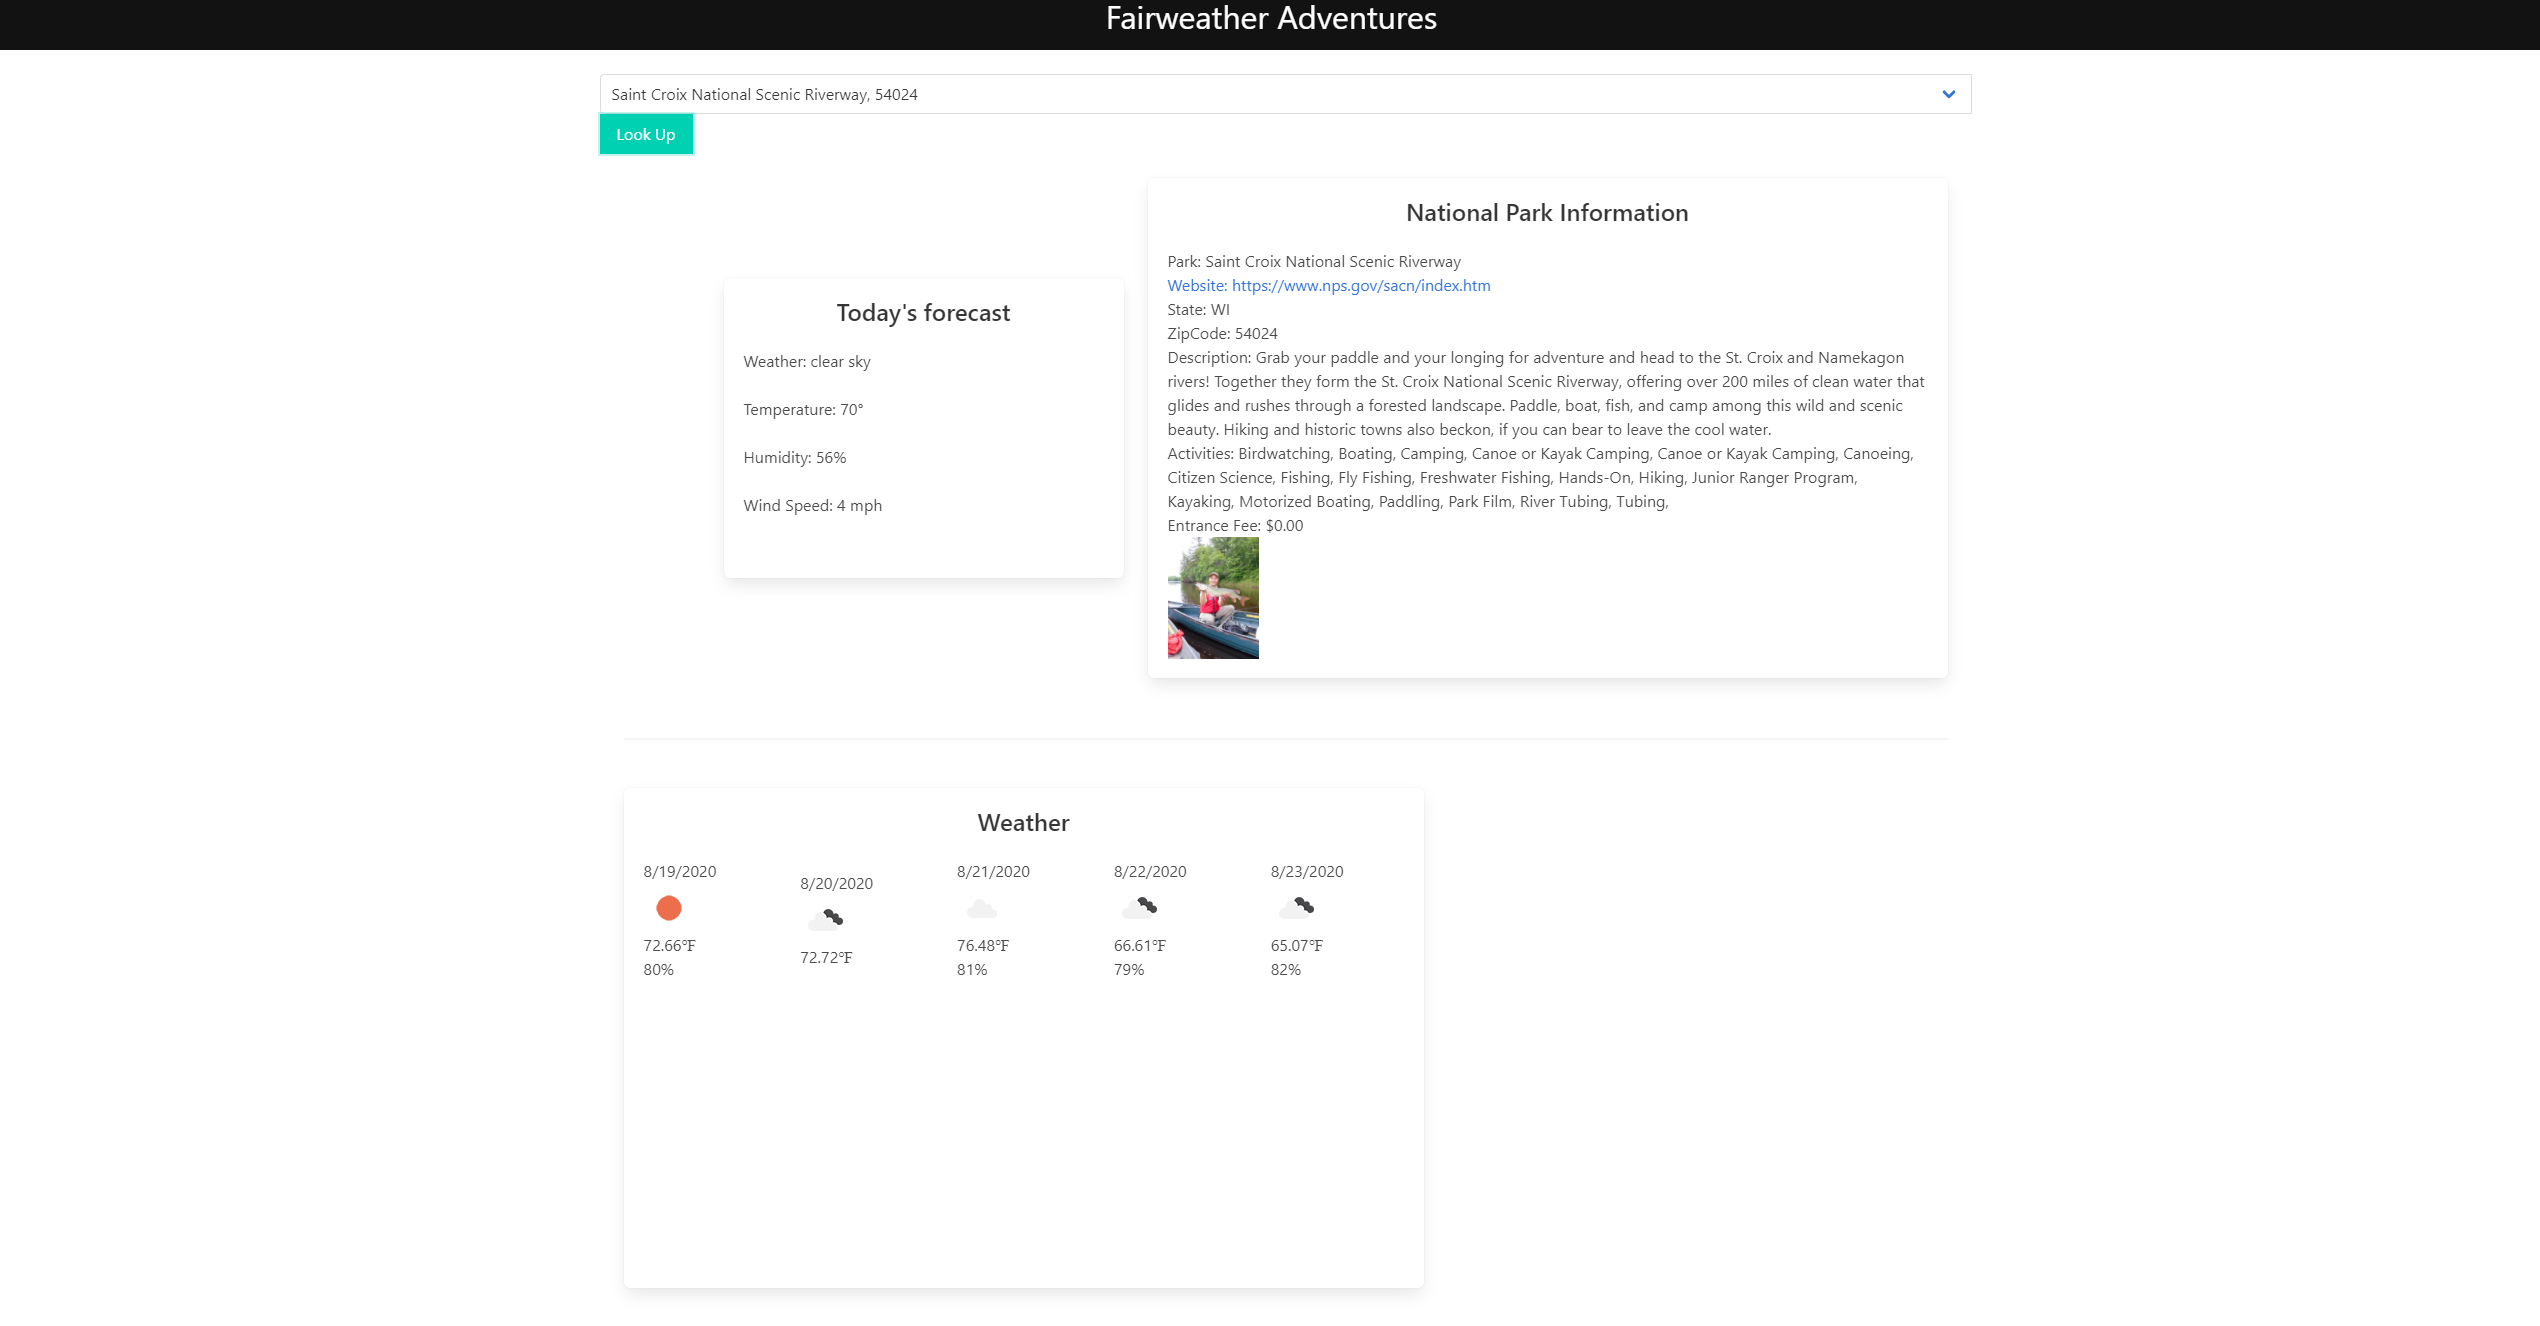 Fairweather Adventures
Saint Croix National Scenic Riverway, 54024
Look Up
Today's forecast
Weather: clear sky
Temperature: 70°
Humidity: 56%
Wind Speed: 4 mph
National Park Information
Park: Saint Croix National Scenic Riverway
Website: https://www.nps.gov/sacn/index.htm
State: WI
ZipCode: 54024
Description: Grab your paddle and your longing for adventure and head to the St. Croix and Namekagon
rivers! Together they form the St. Croix National Scenic Riverway, offering over 200 miles of clean water that
glides and rushes through a forested landscape. Paddle, boat, fish, and camp among this wild and scenic
beauty. Hiking and historic towns also beckon, if you can bear to leave the cool water.
Activities: Birdwatching, Boating, Camping, Canoe or Kayak Camping, Canoe or Kayak Camping, Canoeing,
Citizen Science, Fishing, Fly Fishing, Freshwater Fishing, Hands-On, Hiking, Junior Ranger Program,
Kayaking, Motorized Boating, Paddling, Park Film, River Tubing, Tubing,
Entrance Fee: $0.00
Weather
8/19/2020
72.66°F
80%
8/20/2020
72.72°F
8/21/2020
76.48°F
81%
8/22/2020
66.61°F
79%
8/23/2020
65.07°F
82%